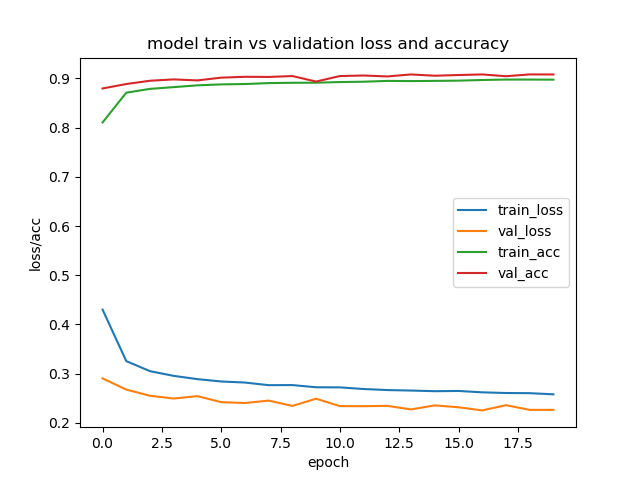 model train vs validation loss and accuracy
loss/acc
0.9
0.8
0.7
0.6
0.5
0.4
0.3
0.2
train_loss
val_loss
train_acc
val_acc
0.0 2.5 5.0 7.5 10.0 12.5 15.0 17.5
epoch